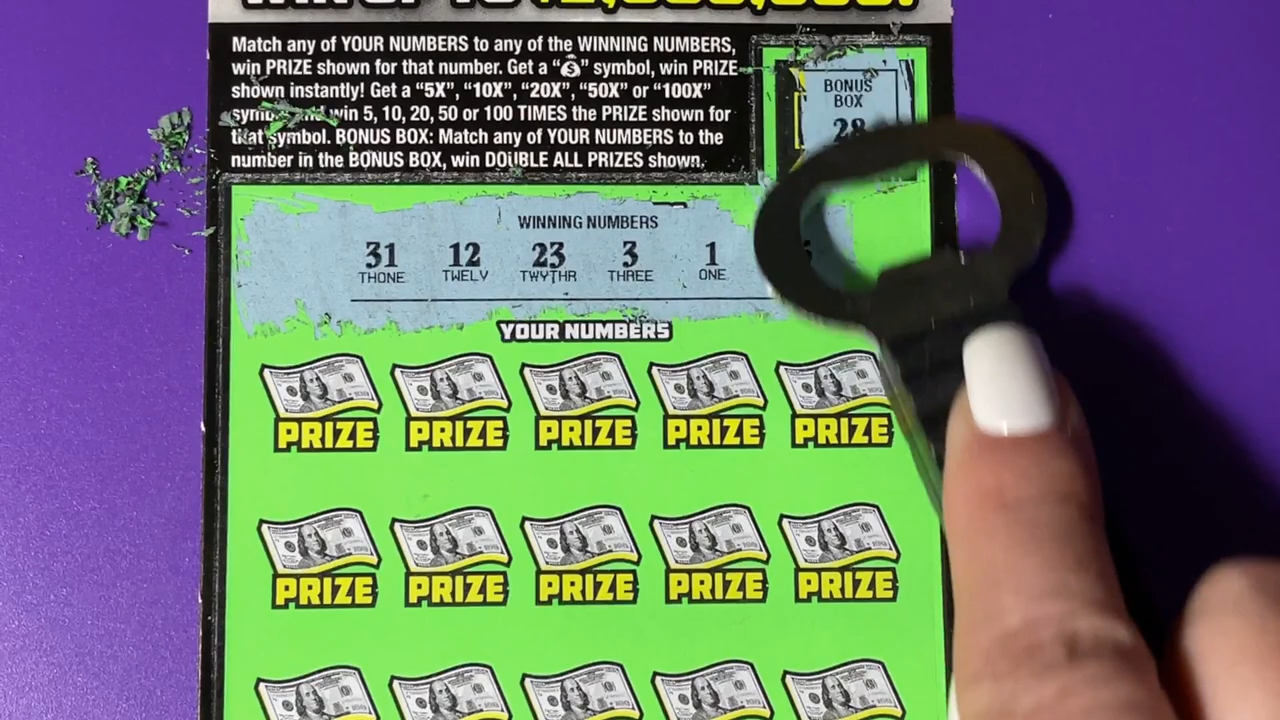 Match any of YOUR NUMBERS to any of the WINNING NUMBERS,
win PRIZE shown for that number. Get a “💰” symbol, win PRIZE
shown instantly! Get a “5X”, “10X”, “20X”, “50X” or “100X”
win 5, 10, 20, 50 or 100 TIMES the PRIZE shown for
that symbol. BONUS BOX: Match any of YOUR NUMBERS to the
number in the BONUS BOX, win DOUBLE ALL PRIZES shown.
BONUS
BOX
28
WINNING NUMBERS
31 12 23 3 1
THONE TWELV TWYTHR THREE ONE
YOUR NUMBERS
PRIZE PRIZE PRIZE PRIZE PRIZE
PRIZE PRIZE PRIZE PRIZE PRIZE